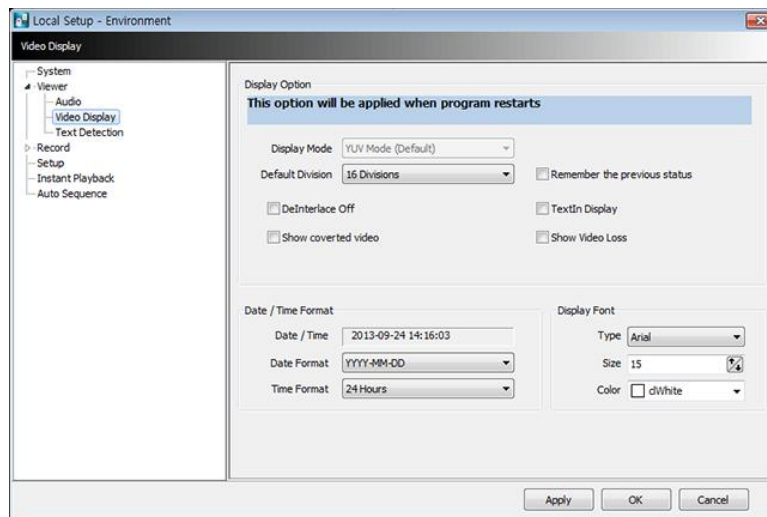 Local Setup - Environment
Video Display
System
Viewer
Audio
Video Display
Text Detection
Record
Setup
Instant Playback
Auto Sequence
Display Option
This option will be applied when program restarts
Display Mode YUV Mode (Default)
Default Division 16 Divisions Remember the previous status
DeInterlace Off TextIn Display
Show coverted video Show Video Loss
Date / Time Format
Date / Time 2013-09-24 14:16:03
Date Format YYYY-MM-DD
Time Format 24 Hours
Display Font
Type Arial
Size 15
Color clWhite
Apply OK Cancel